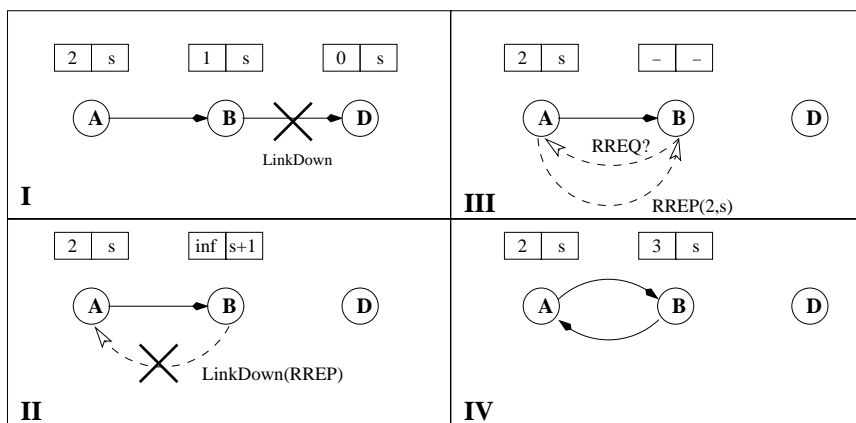 2 s 1 s 0 s
A B D
LinkDown
I
2 s – –
A B D
RREQ?
RREP(2,s)
III
2 s inf s+1
A B D
LinkDown(RREP)
II
2 s 3 s
A B D
IV